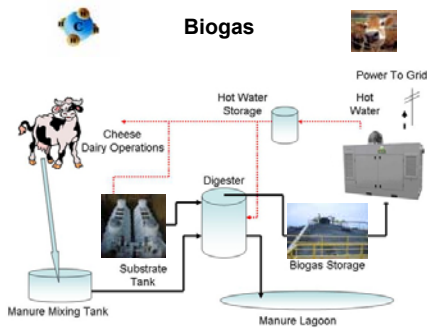 Biogas
H
H
C
H
H
Power To Grid
Hot Water
Storage
Hot
Water
Cheese
Dairy Operations
Digester
Substrate
Tank
Biogas Storage
Manure Mixing Tank
Manure Lagoon